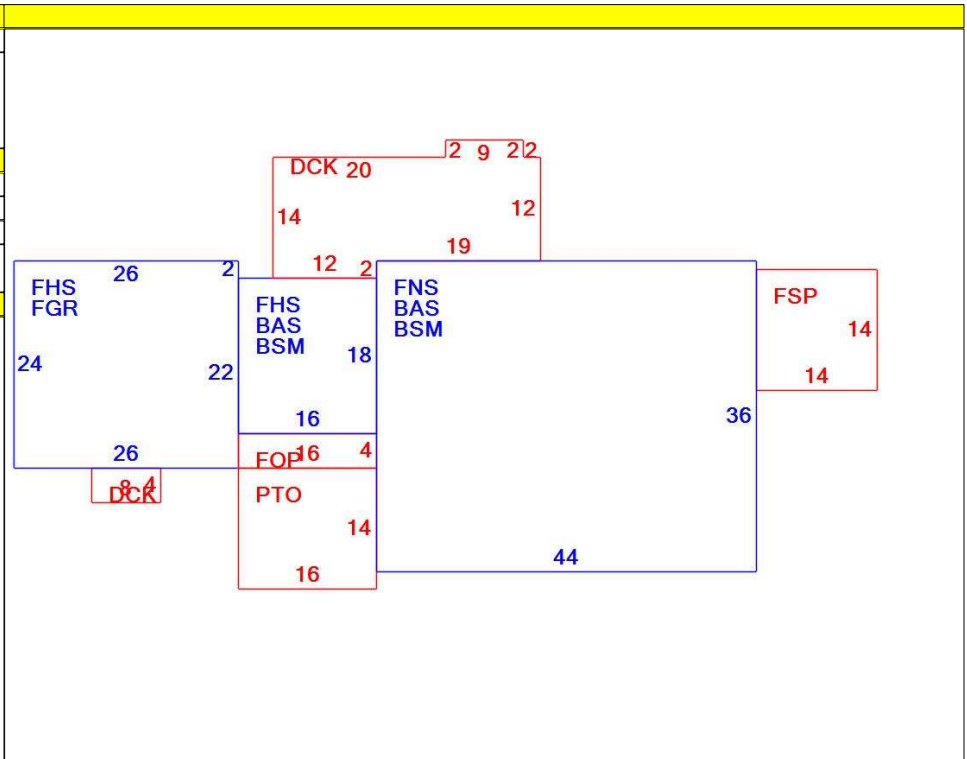 2 9 2 2
DCK 20
14
12
19
12 2
26 2
FHS
FGR
24
22
26
FHS
BAS
BSM
18
16
FNS
BAS
BSM
36
44
FSP
14
14
FOP 16 4
8 4
DCK
PTO
14
16